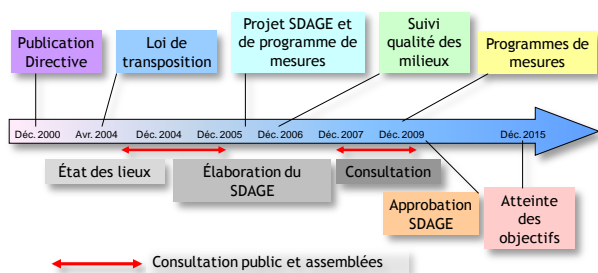 Publication
Directive
Loi de
transposition
Projet SDAGE et
de programme de
mesures
Suivi
qualité des
milieux
Programmes de
mesures
Déc. 2000
Avr. 2004
Déc. 2004
Déc. 2005
Déc. 2006
Déc. 2007
Déc. 2009
Déc. 2015
État des lieux
Élaboration du
SDAGE
Consultation
Approbation
SDAGE
Atteinte
des
objectifs
Consultation public et assemblées